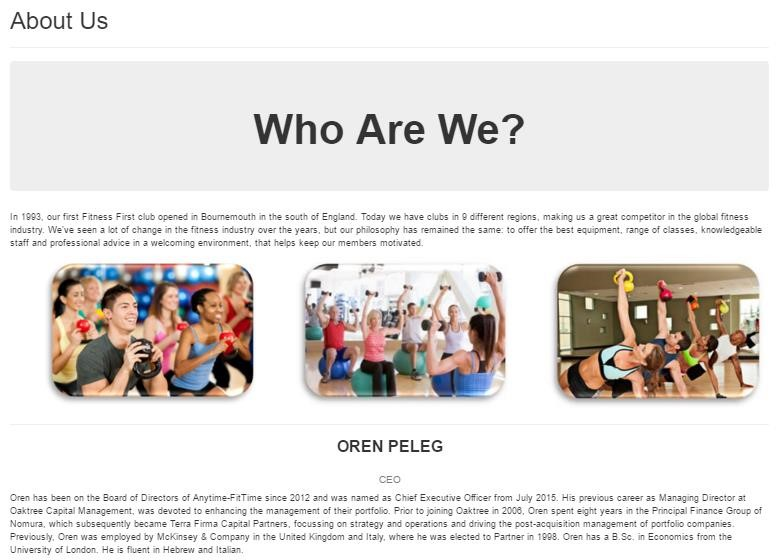 About Us
Who Are We?
In 1993, our first Fitness First club opened in Bournemouth in the south of England. Today we have clubs in 9 different regions, making us a great competitor in the global fitness
industry. We've seen a lot of change in the fitness industry over the years, but our philosophy has remained the same: to offer the best equipment, range of classes, knowledgeable
staff and professional advice in a welcoming environment, that helps keep our members motivated.
OREN PELEG
CEO
Oren has been on the Board of Directors of Anytime-FitTime since 2012 and was named as Chief Executive Officer from July 2015. His previous career as Managing Director at
Oaktree Capital Management, was devoted to enhancing the management of their portfolio. Prior to joining Oaktree in 2006, Oren spent eight years in the Principal Finance Group of
Nomura, which subsequently became Terra Firma Capital Partners, focussing on strategy and operations and driving the post-acquisition management of portfolio companies.
Previously, Oren was employed by McKinsey & Company in the United Kingdom and Italy, where he was elected to Partner in 1998. Oren has a B.Sc. in Economics from the
University of London. He is fluent in Hebrew and Italian.